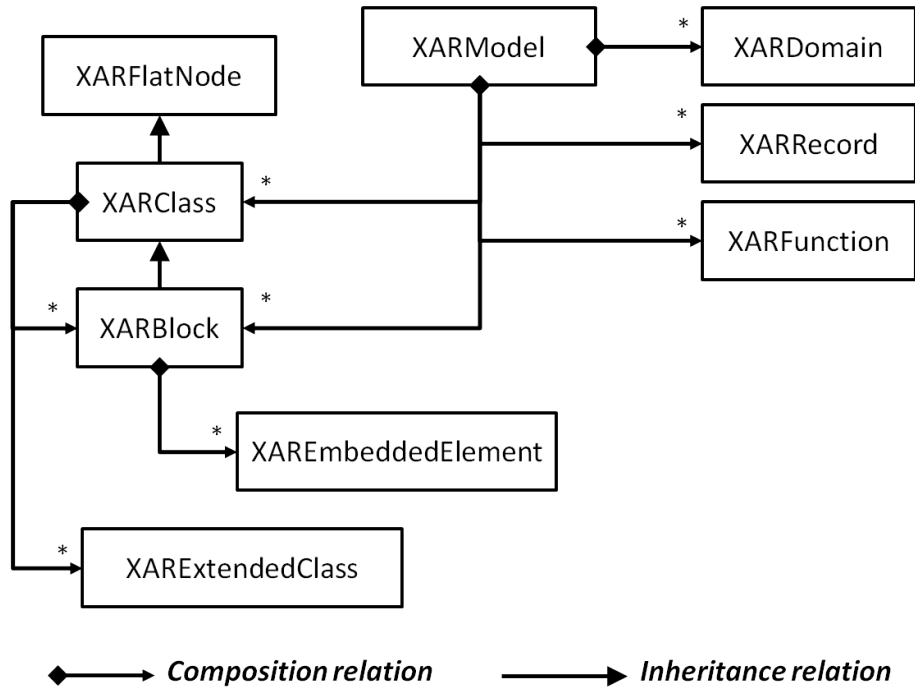 XARModel
*
XARDomain
XARFlatNode
*
XARRecord
XARClass
*
*
XARFunction
*
XARBlock
*
*
XAREmbeddedElement
*
XARExtendedClass
Composition relation
Inheritance relation